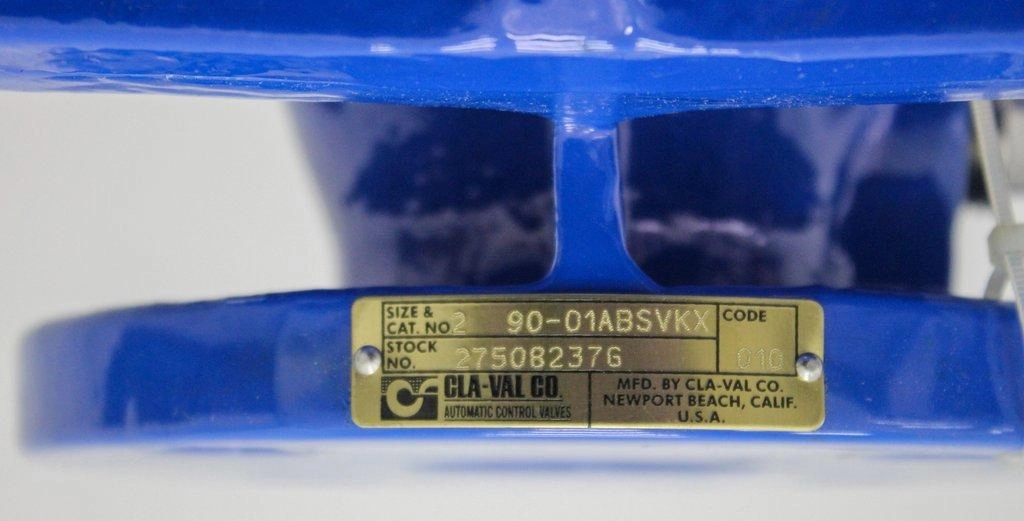 SIZE & CAT. NO. 2 90-01ABSVKX
CODE 010
STOCK NO. 27508237G
CLA-VAL CO.
AUTOMATIC CONTROL VALVES
MFD. BY CLA-VAL CO.
NEWPORT BEACH, CALIF.
U.S.A.